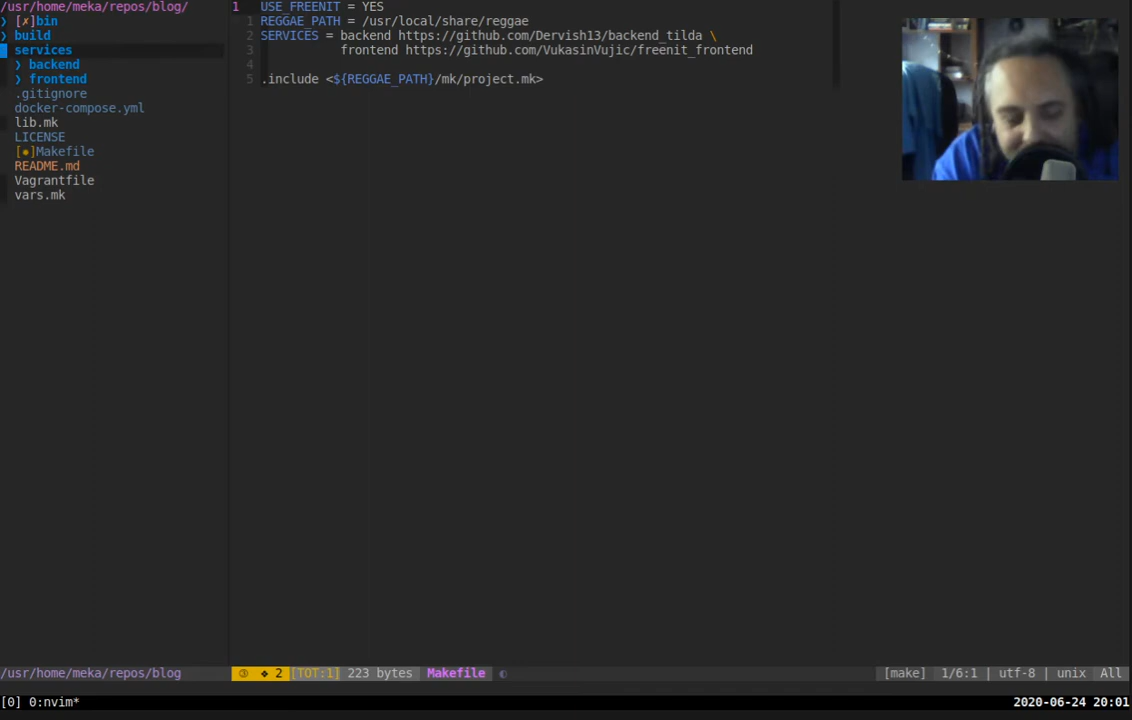 /usr/home/meka/repos/blog/
❯ [✗]bin
❯ build
services
❯ backend
❯ frontend
.gitignore
docker-compose.yml
lib.mk
LICENSE
[✹]Makefile
README.md
Vagrantfile
vars.mk
1 USE_FREENIT = YES
1 REGGAE_PATH = /usr/local/share/reggae
2 SERVICES = backend https://github.com/Dervish13/backend_tilda \
3 frontend https://github.com/VukasinVujic/freenit_frontend
4
5 .include <${REGGAE_PATH}/mk/project.mk>
/usr/home/meka/repos/blog
③ ❖ 2 [TOT:1] 223 bytes Makefile
[make] 1/6:1 | utf-8 | unix All
[0] 0:nvim* 2020-06-24 20:01